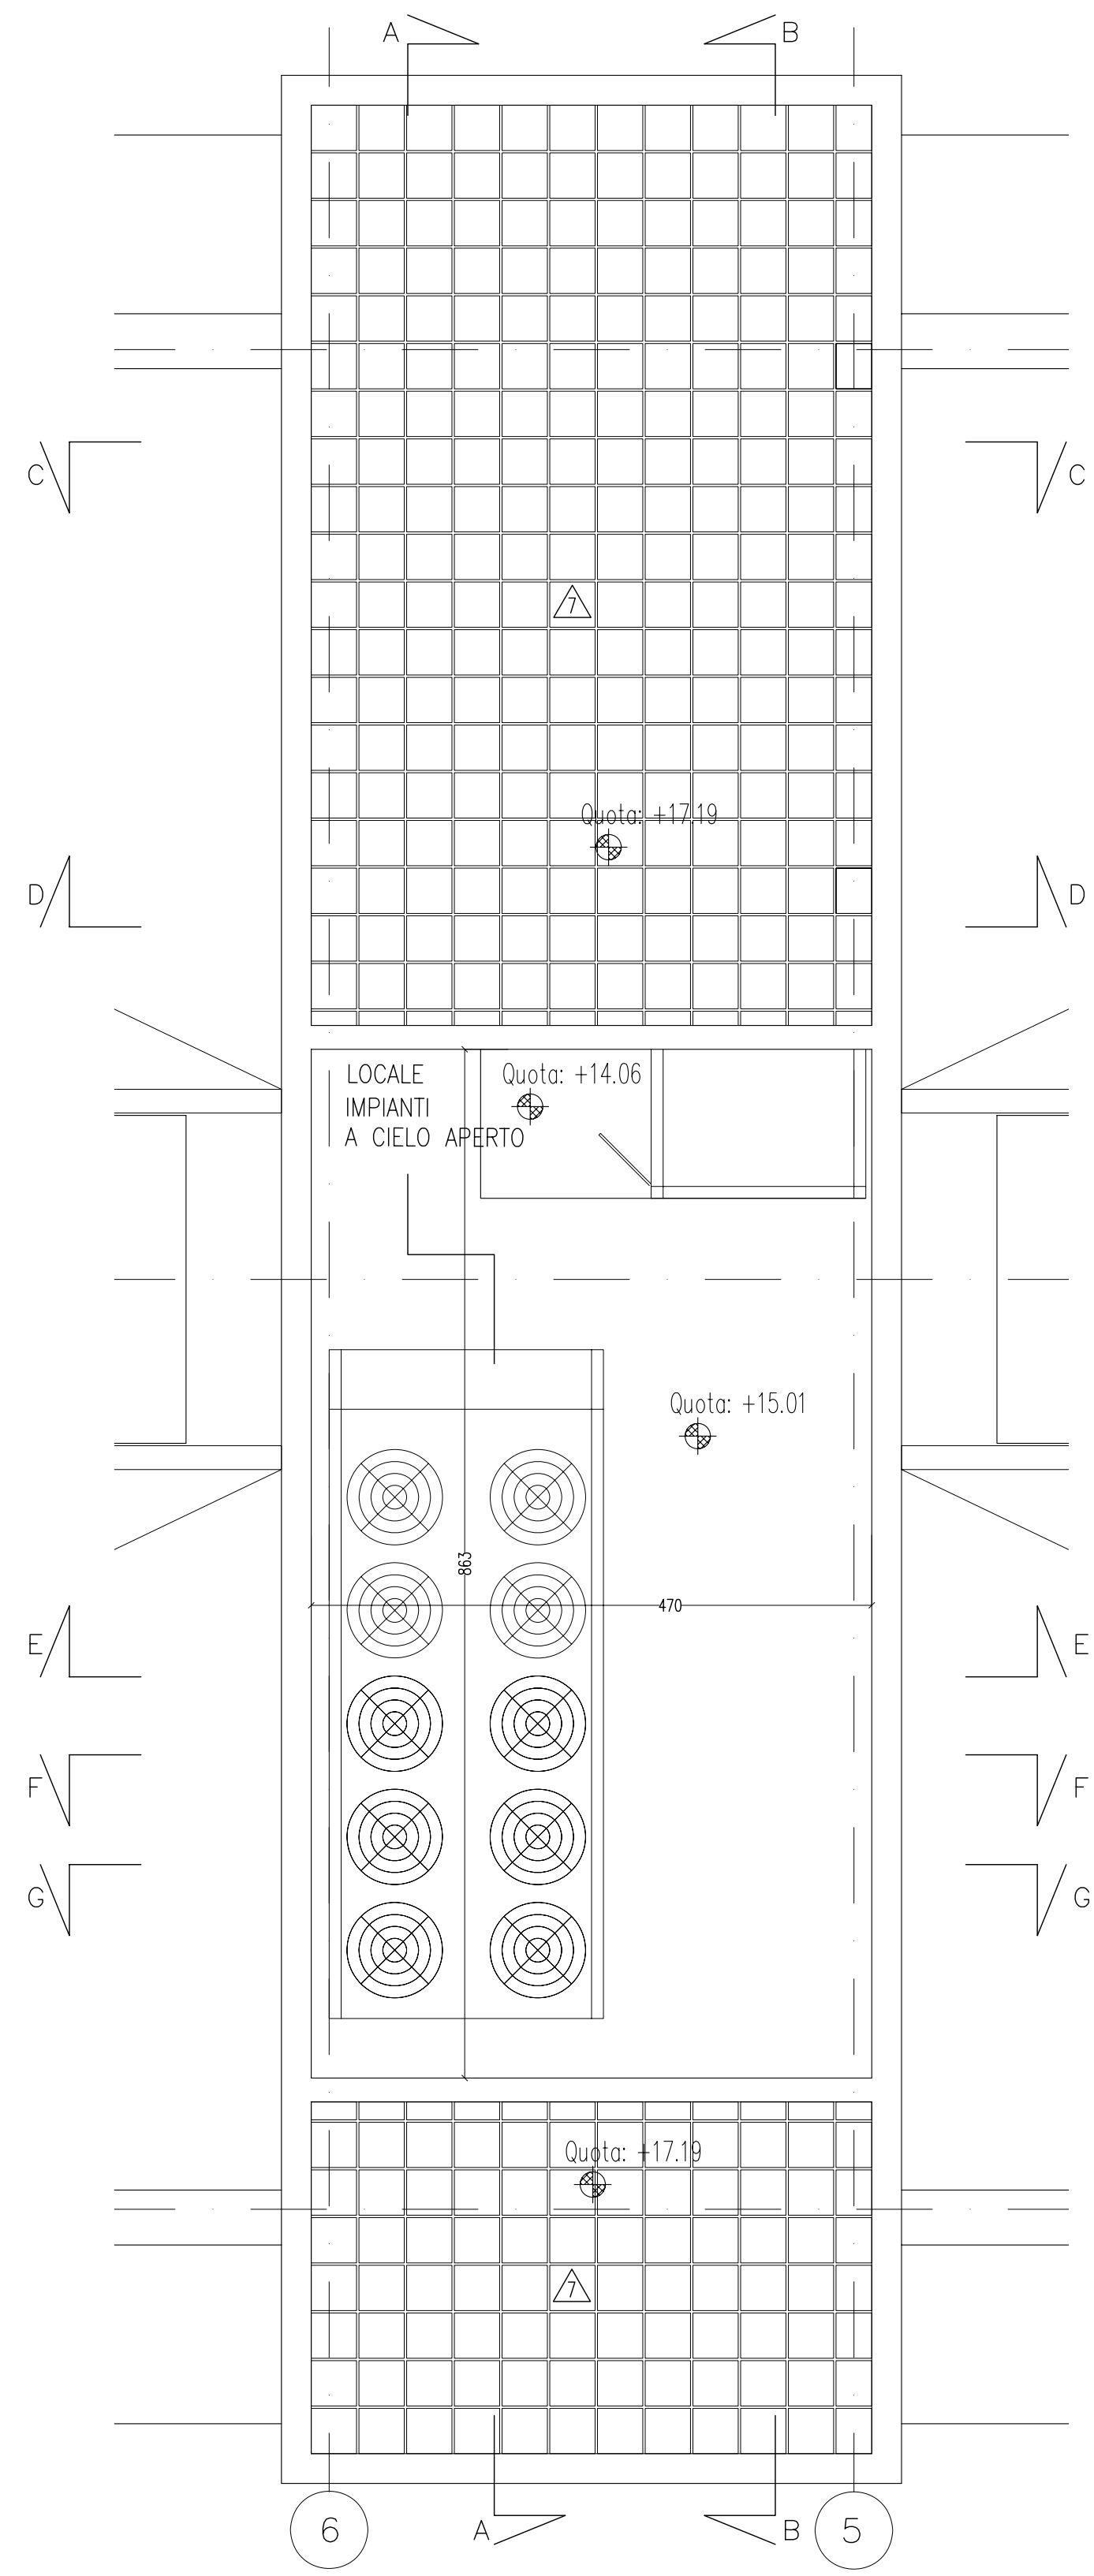 A
B
C
C
7
Quota: +17.19
D
D
LOCALE
IMPIANTI
A CIELO APERTO
Quota: +14.06
Quota: +15.01
863
470
E
E
F
F
G
G
Quota: +17.19
7
A
B
6
5